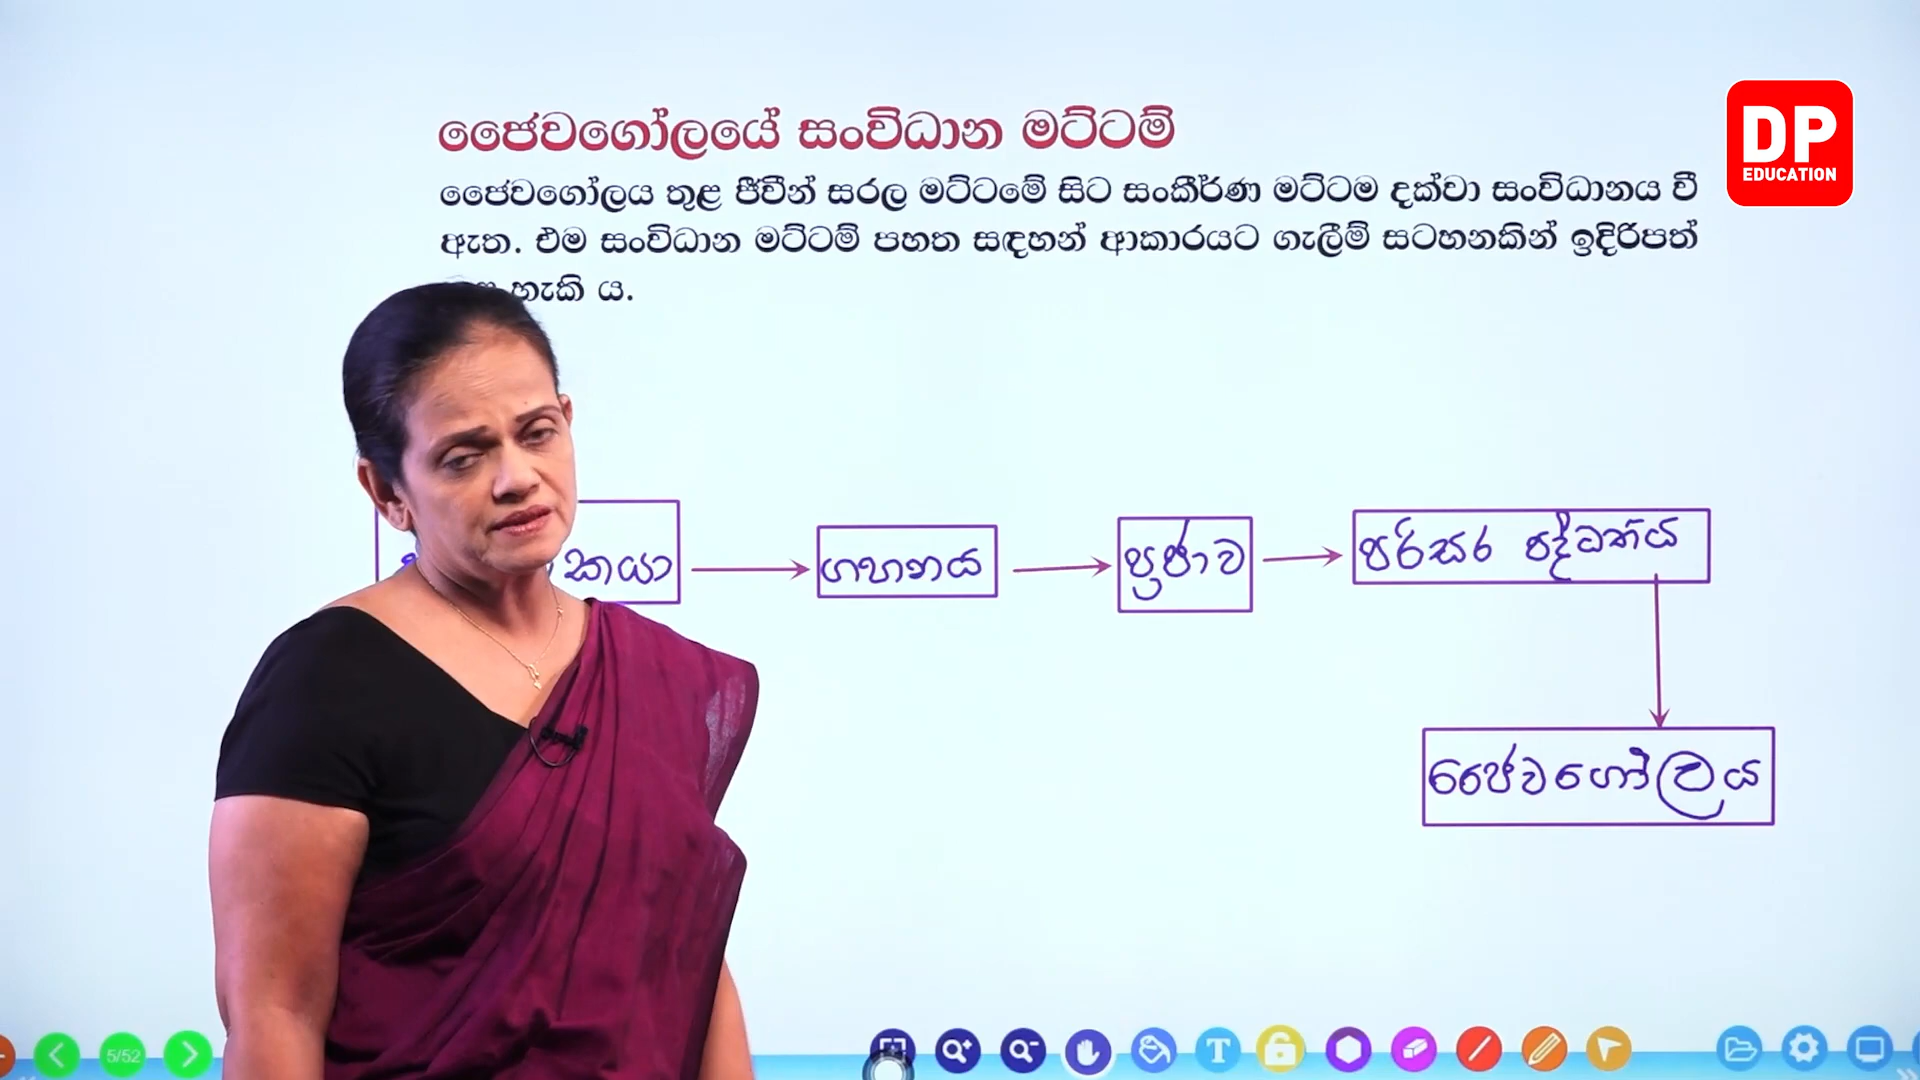 ජෛවගෝලයේ සංවිධාන මට්ටම්
DP
EDUCATION
ජෛවගෝලය තුළ ජීවීන් සරල මට්ටමේ සිට සංකීර්ණ මට්ටම දක්වා සංවිධානය වී
ඇත. එම සංවිධාන මට්ටම් පහත සඳහන් ආකාරයට ගැලීම් සටහනකින් ඉදිරිපත්
හැකි ය.
ගහනය
ප්‍රජාව
පරිසර පද්ධතිය
ජෛවගෝලය
5/52
T